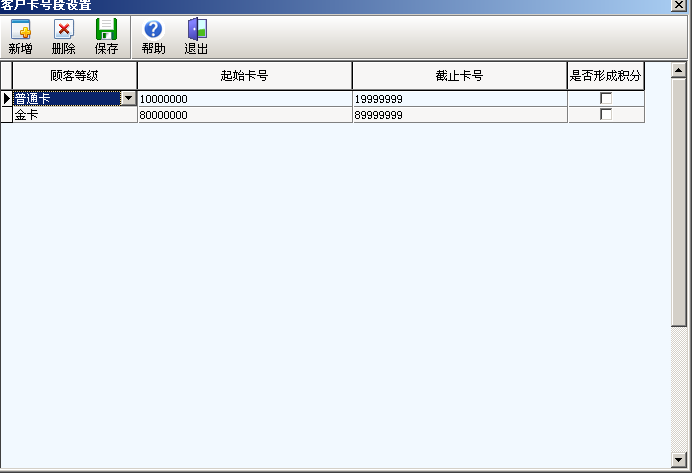 客户卡号段设置
新增 删除 保存 帮助 退出
顾客等级 起始卡号 截止卡号 是否形成积分
普通卡 10000000 19999999
金卡 80000000 89999999